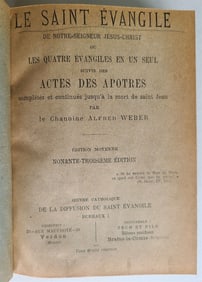 LE SAINT ÉVANGILE
DE NOTRE-SEIGNEUR JÉSUS-CHRIST
OU
LES QUATRE ÉVANGILES EN UN SEUL
SUIVIS DES
ACTES DES APOTRES
complétés et continués jusqu'à la mort de saint Jean
PAR
le Chanoine ALFRED WEBER
ÉDITION MOYENNE
NONANTE-TROISIÈME ÉDITION
ŒUVRE CATHOLIQUE
DE LA DIFFUSION DU SAINT ÉVANGILE
BUREAUX :
Verdun